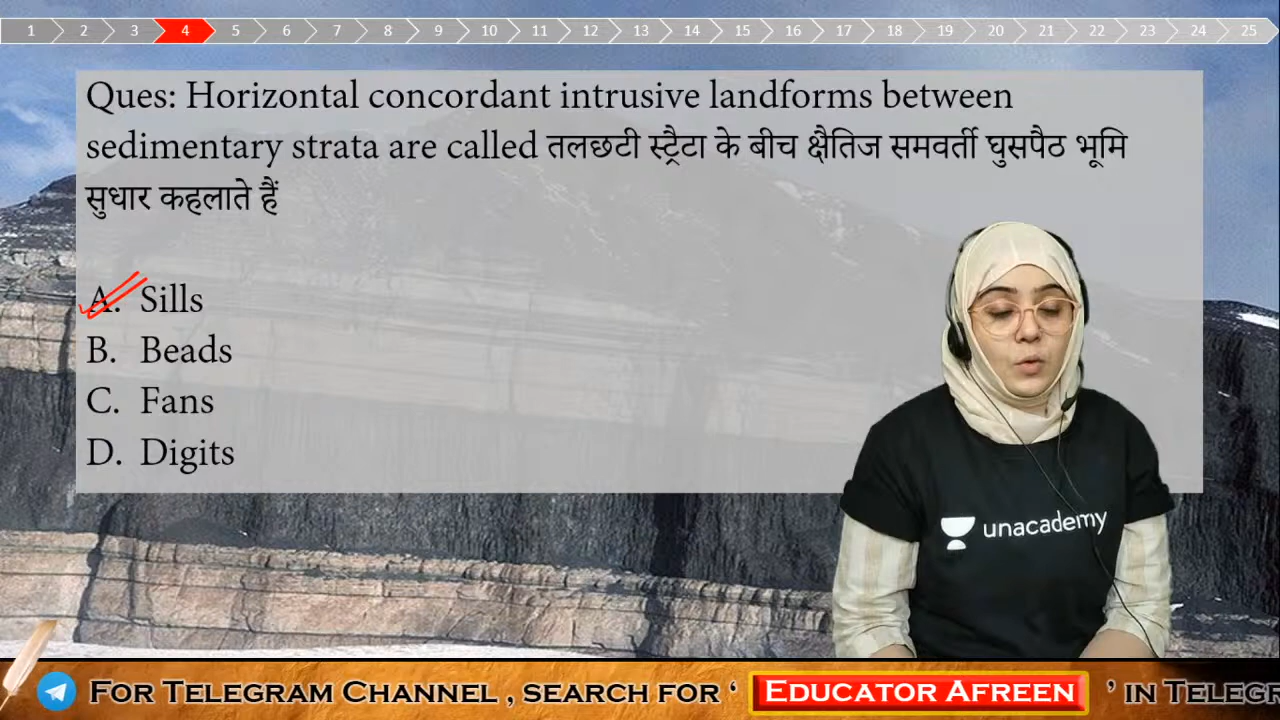 1 2 3 4 5 6 7 8 9 10 11 12 13 14 15 16 17 18 19 20 21 22 23 24 25
Ques: Horizontal concordant intrusive landforms between
sedimentary strata are called तलछटी स्ट्रैटा के बीच क्षैतिज समवर्ती घुसपैठ भूमि
सुधार कहलाते हैं
A. Sills
B. Beads
C. Fans
D. Digits
unacademy
FOR TELEGRAM CHANNEL , SEARCH FOR ‘ EDUCATOR AFREEN ’ IN TELEGR